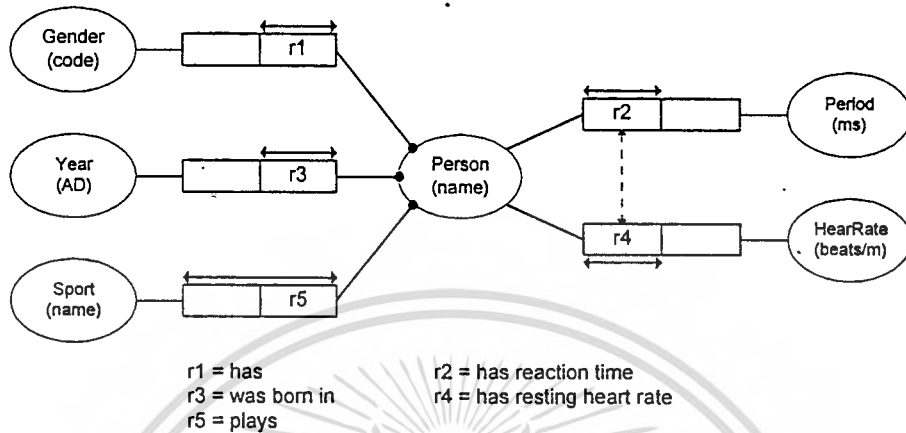 Gender
(code)
r1
Year
(AD)
r3
Sport
(name)
r5
Person
(name)
r2
Period
(ms)
r4
HearRate
(beats/m)
r1 = has
r3 = was born in
r5 = plays
r2 = has reaction time
r4 = has resting heart rate